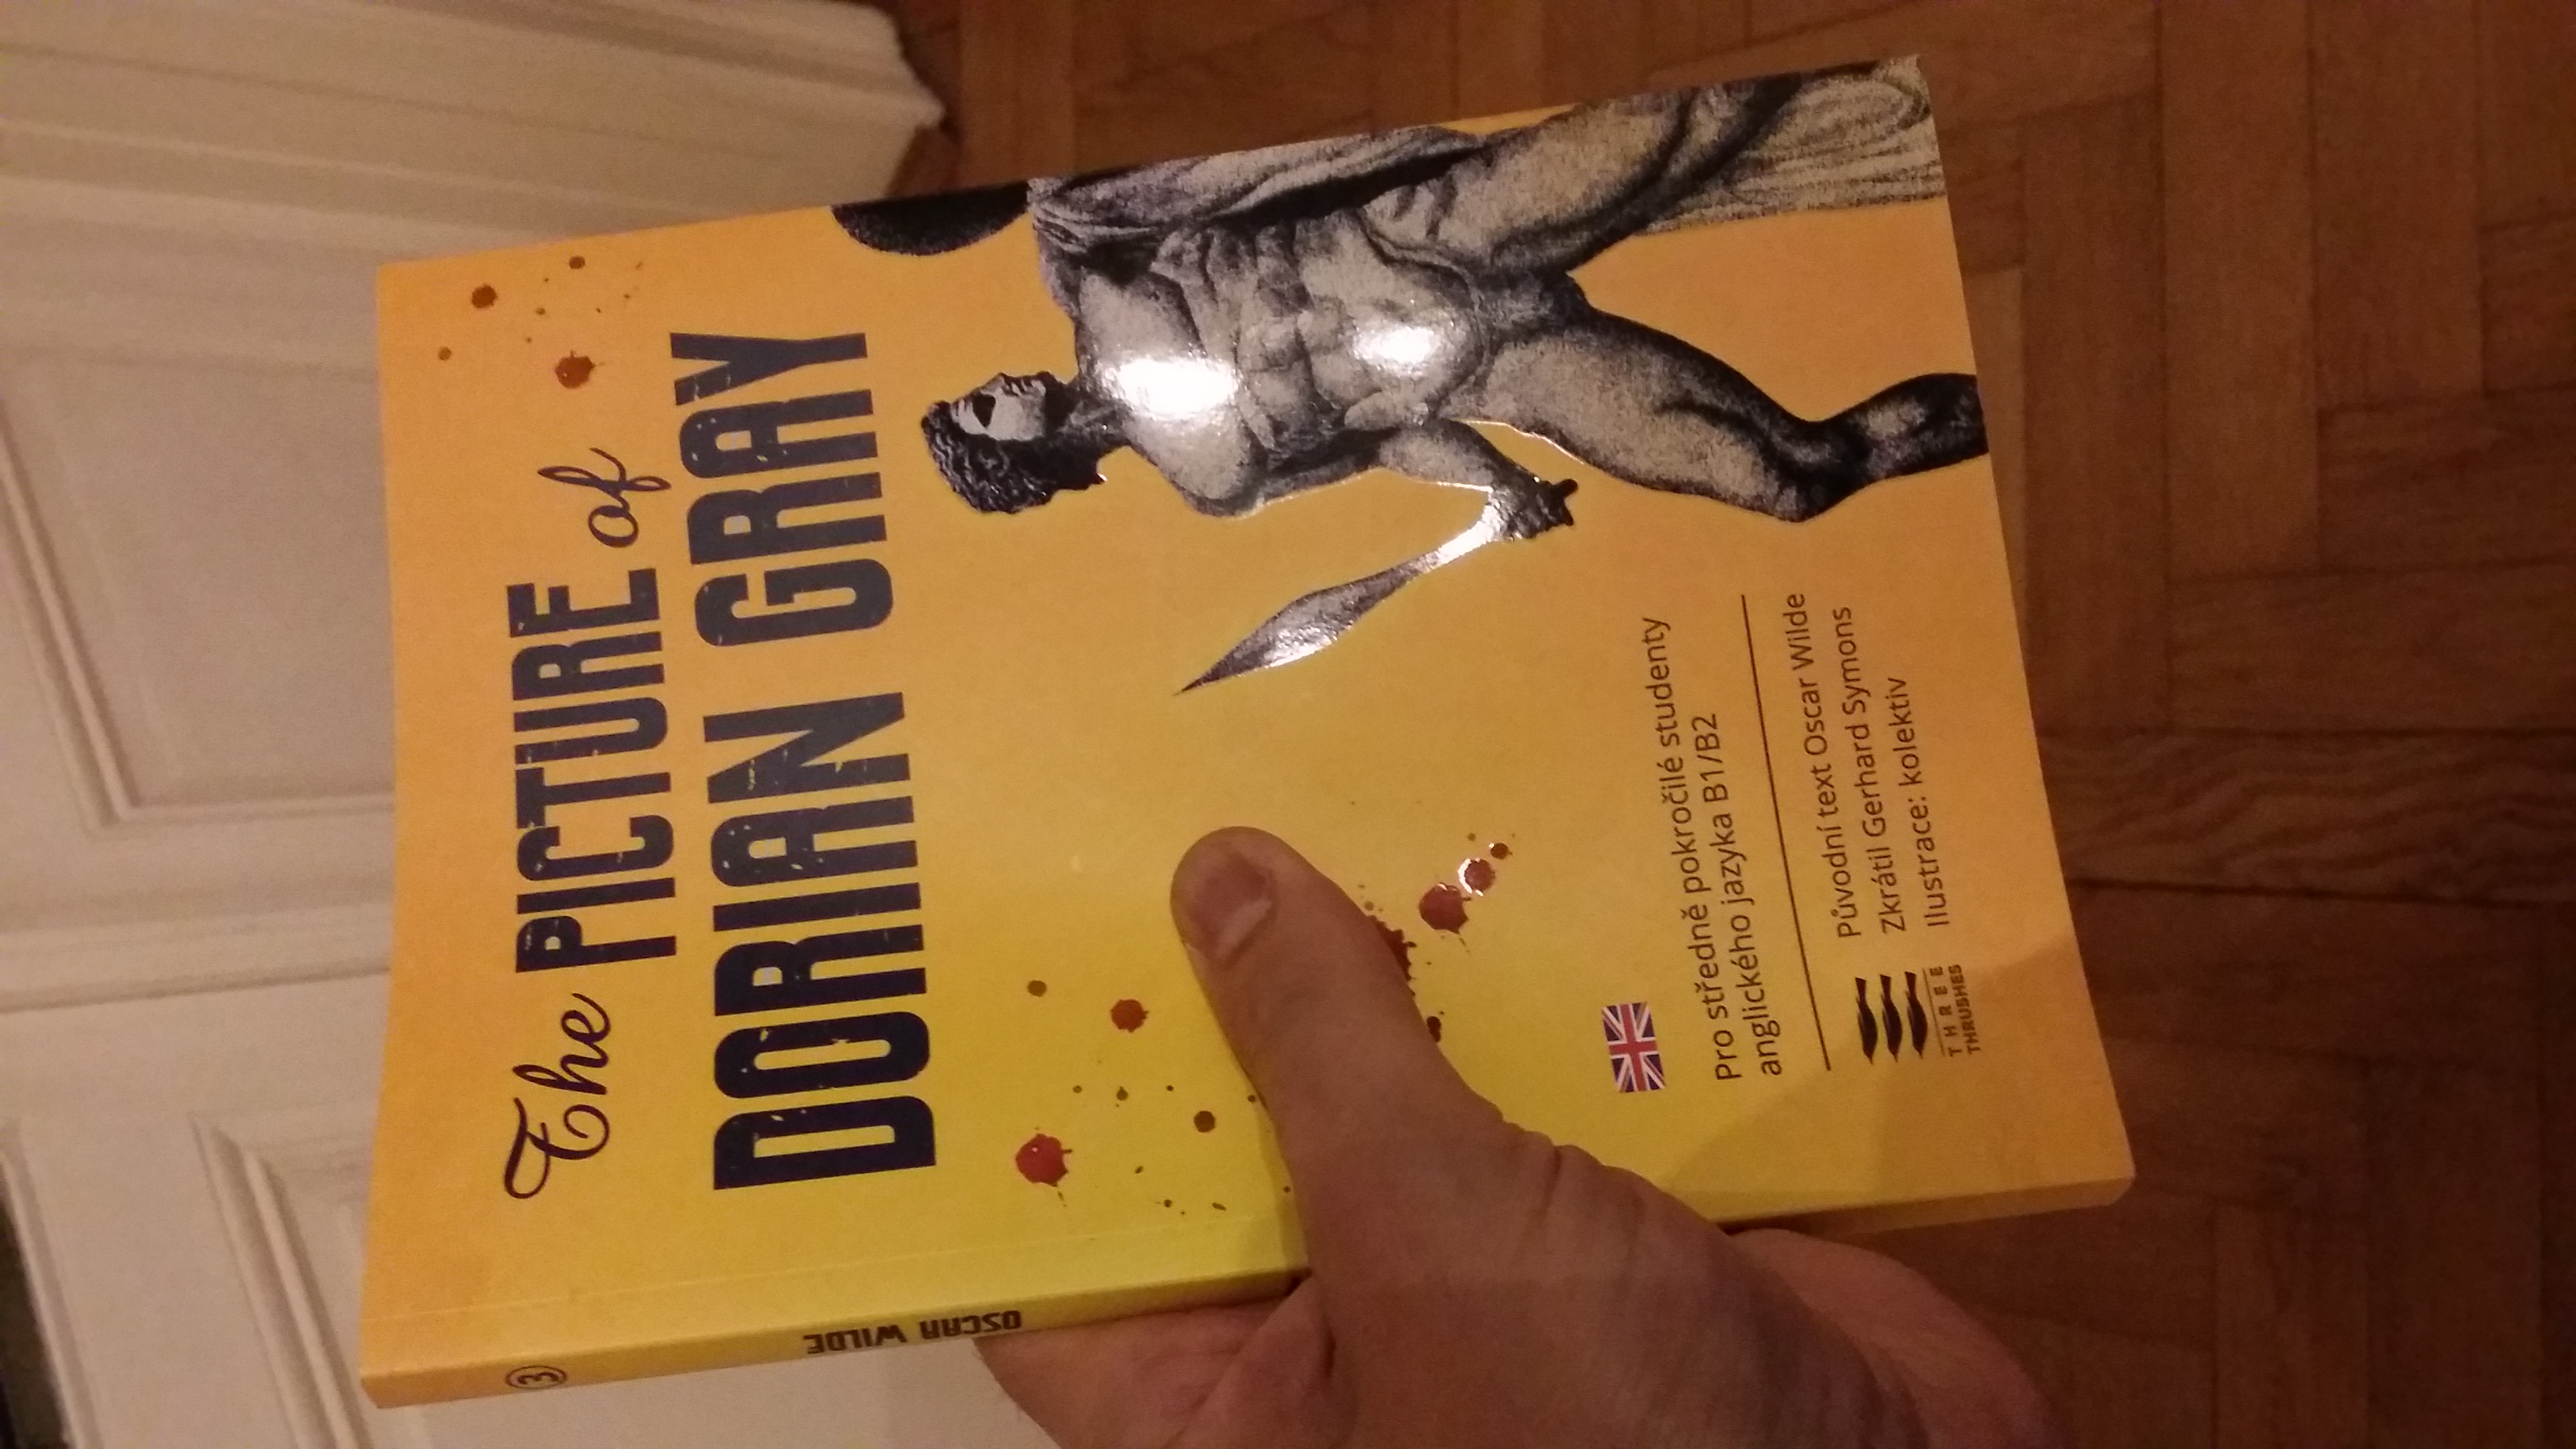 The PICTURE of
DORIAN GRAY
Pro středně pokročilé studenty
anglického jazyka B1/B2
Původní text Oscar Wilde
Zkrátil Gerhard Symons
Ilustrace: kolektiv
THREE
THRUSHES
3
OSCAR WILDE